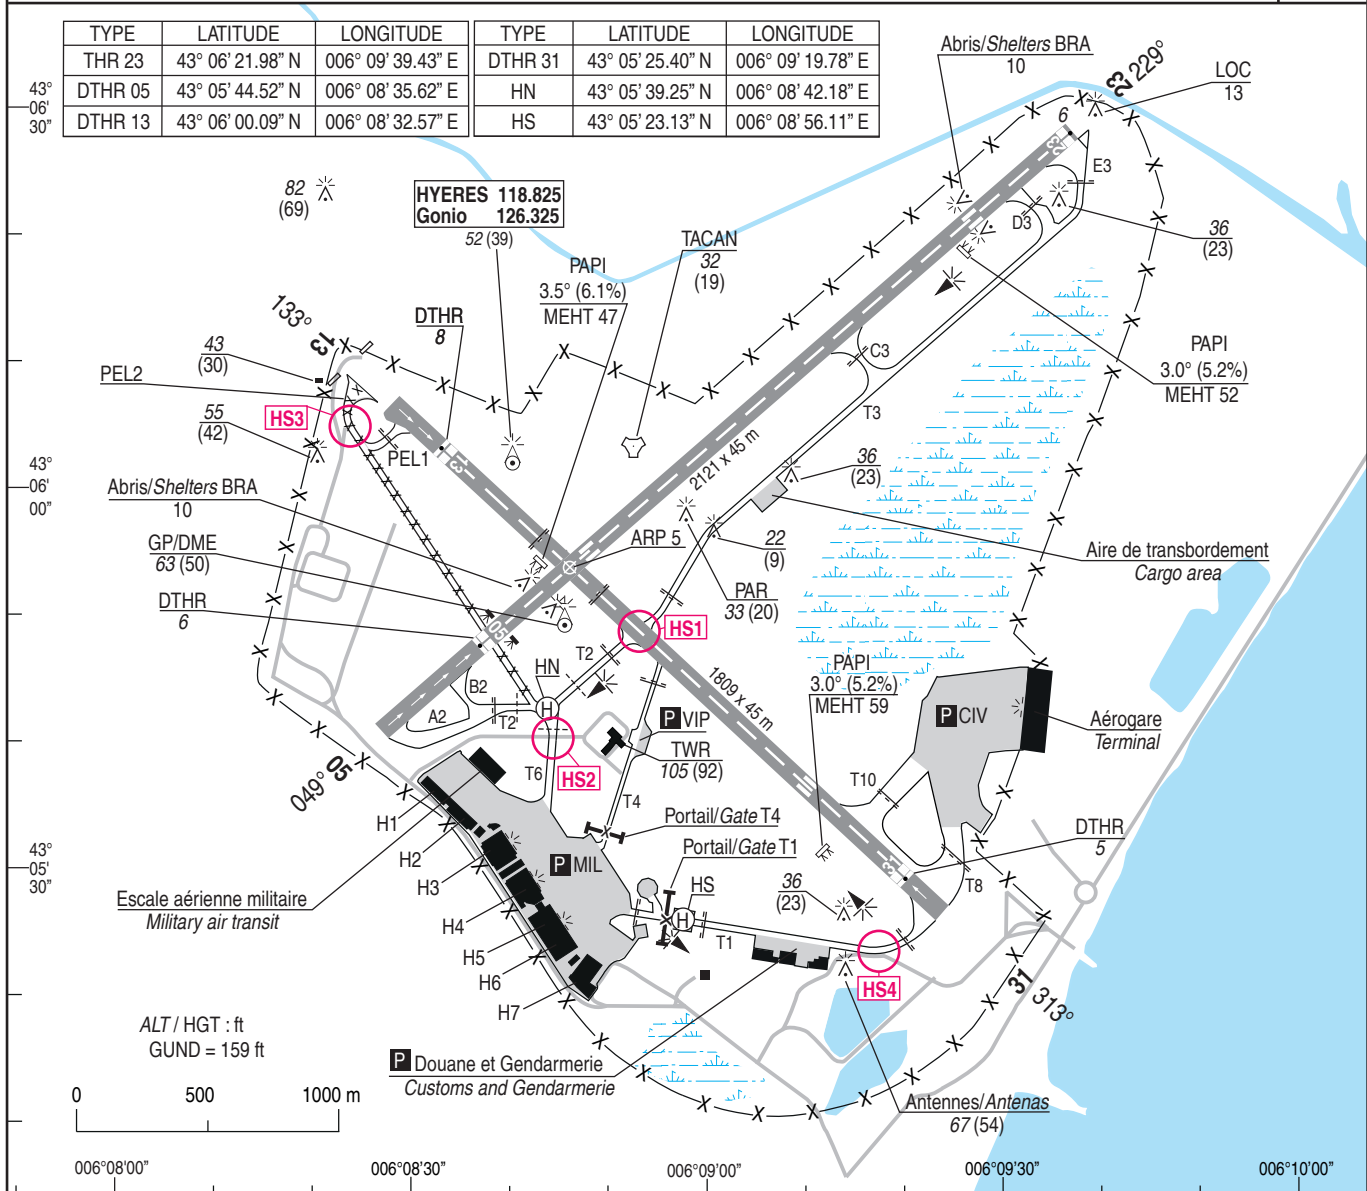 TYPE LATITUDE LONGITUDE
THR 23 43° 06' 21.98" N 006° 09' 39.43" E
DTHR 05 43° 05' 44.52" N 006° 08' 35.62" E
DTHR 13 43° 06' 00.09" N 006° 08' 32.57" E
TYPE LATITUDE LONGITUDE
DTHR 31 43° 05' 25.40" N 006° 09' 19.78" E
HN 43° 05' 39.25" N 006° 08' 42.18" E
HS 43° 05' 23.13" N 006° 08' 56.11" E
43°
06'
30"
Abris/Shelters BRA
10
23 229°
LOC
13
6
23
E3
D3
36
(23)
82
(69)
HYERES 118.825
Gonio 126.325
52 (39)
TACAN
32
(19)
PAPI
3.5° (6.1%)
MEHT 47
133°
13
DTHR
8
43
(30)
PEL2
HS3
55
(42)
PEL1
13
C3
T3
PAPI
3.0° (5.2%)
MEHT 52
2121 X 45 m
43°
06'
00"
Abris/Shelters BRA
10
GP/DME
63 (50)
DTHR
6
ARP 5
36
(23)
22
(9)
PAR
33 (20)
Aire de transbordement
Cargo area
05
HS1
HN
T2
H
B2
A2
T2
1809 X 45 m
PAPI
3.0° (5.2%)
MEHT 59
P CIV
Aérogare
Terminal
P VIP
TWR
105 (92)
HS2
T6
T4
T10
049° 05
H1
H2
H3
H4
H5
H6
H7
Portail/Gate T4
Portail/Gate T1
P MIL
DTHR
5
31
T8
43°
05'
30"
Escale aérienne militaire
Military air transit
HS
H
T1
36
(23)
HS4
31 313°
ALT / HGT : ft
GUND = 159 ft
P Douane et Gendarmerie
Customs and Gendarmerie
Antennes/Antenas
67 (54)
0 500 1000 m
006°08'00" 006°08'30" 006°09'00" 006°09'30" 006°10'00"